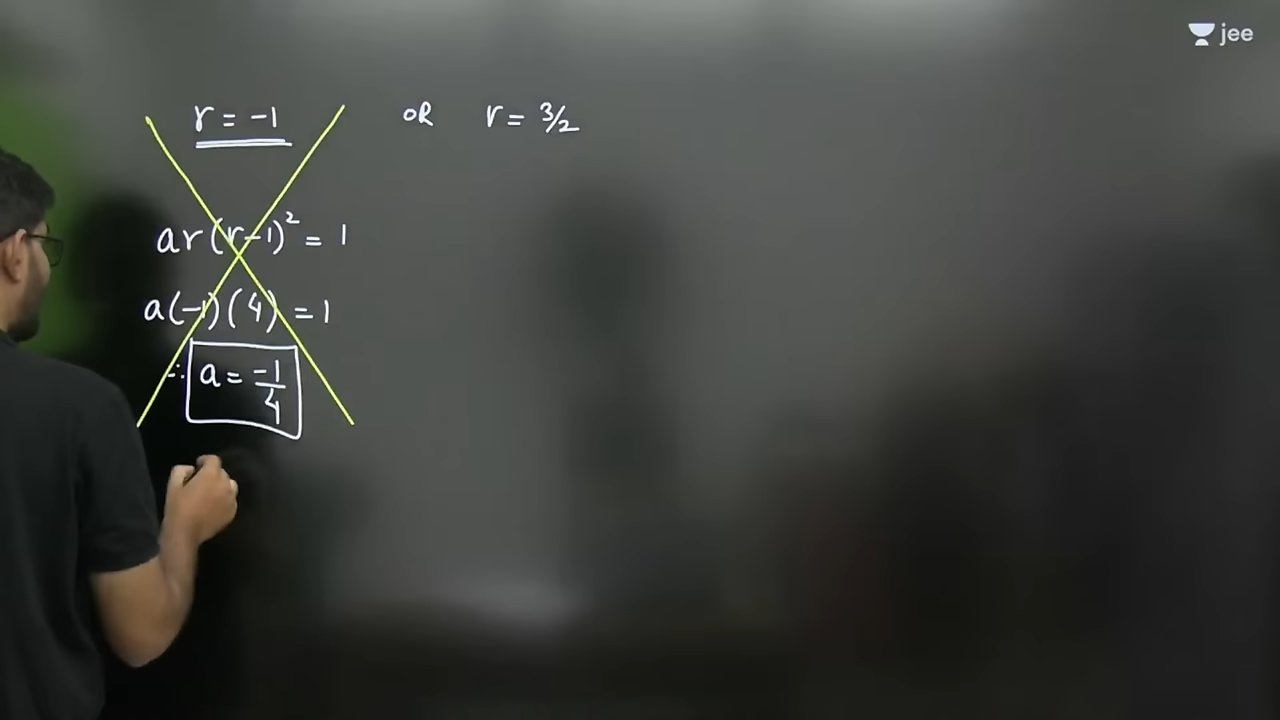 jee
r = -1 OR r = 3/2
ar(r-1)² = 1
a(-1)(4) = 1
∴ a = -1/4